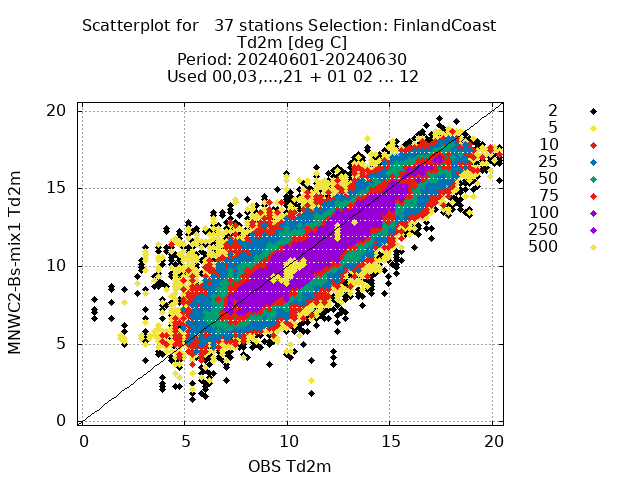 Scatterplot for   37 stations Selection: FinlandCoast
Td2m [deg C]
Period: 20240601-20240630
Used 00,03,...,21 + 01 02 ... 12
MNWC2-Bs-mix1 Td2m
20
15
10
5
0
0 5 10 15 20
OBS Td2m
2
5
10
25
50
75
100
250
500